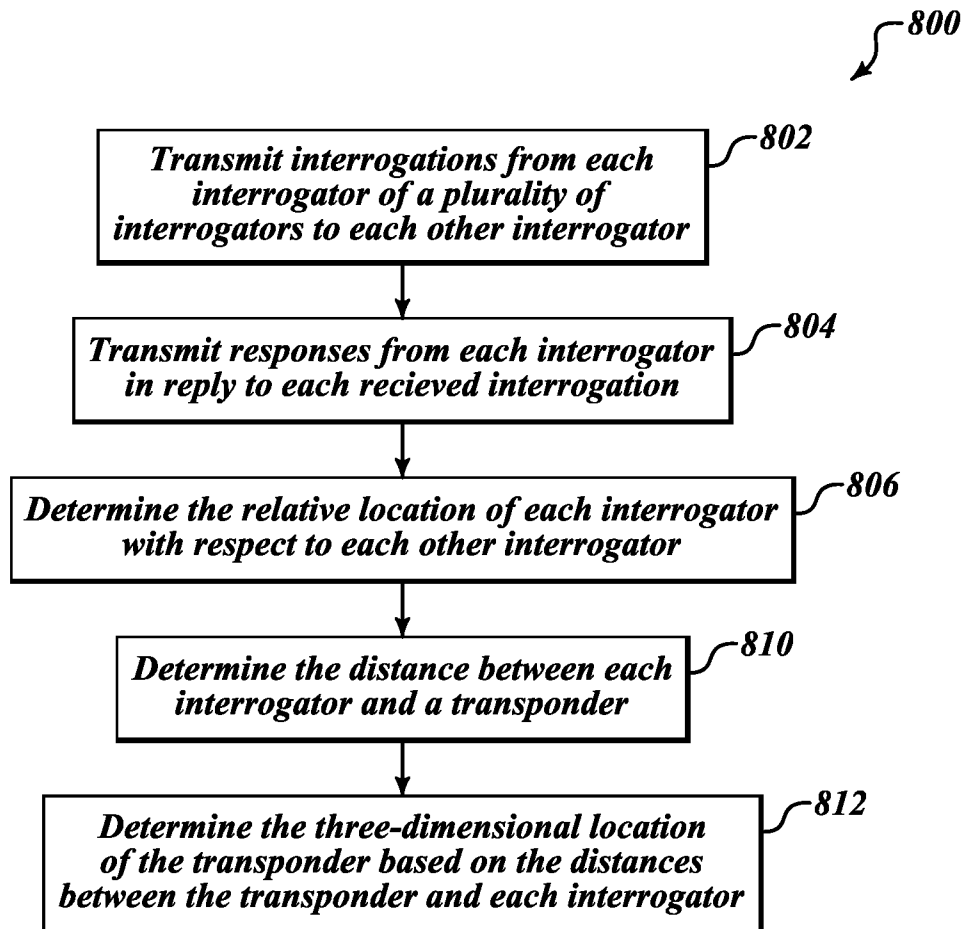 800
802
Transmit interrogations from each
interrogator of a plurality of
interrogators to each other interrogator
804
Transmit responses from each interrogator
in reply to each recieved interrogation
806
Determine the relative location of each interrogator
with respect to each other interrogator
810
Determine the distance between each
interrogator and a transponder
812
Determine the three-dimensional location
of the transponder based on the distances
between the transponder and each interrogator